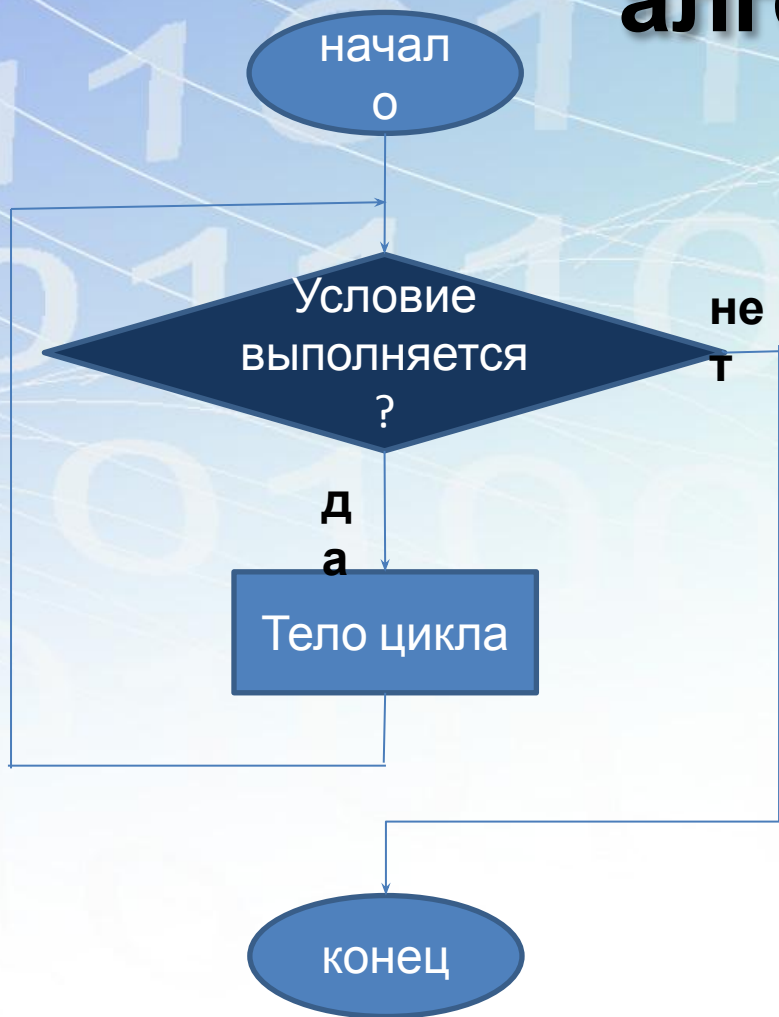 начал
о
Условие
выполняется
?
не
т
д
а
Тело цикла
конец